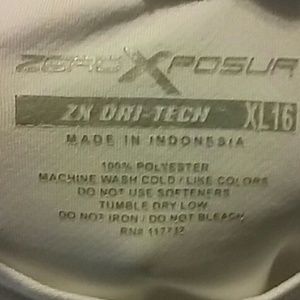 ZEROXPOSUR
ZX DRI-TECH XL16
MADE IN INDONESIA
100% POLYESTER
MACHINE WASH COLD / LIKE COLORS
DO NOT USE SOFTENERS
TUMBLE DRY LOW
DO NOT IRON / DO NOT BLEACH
RN#